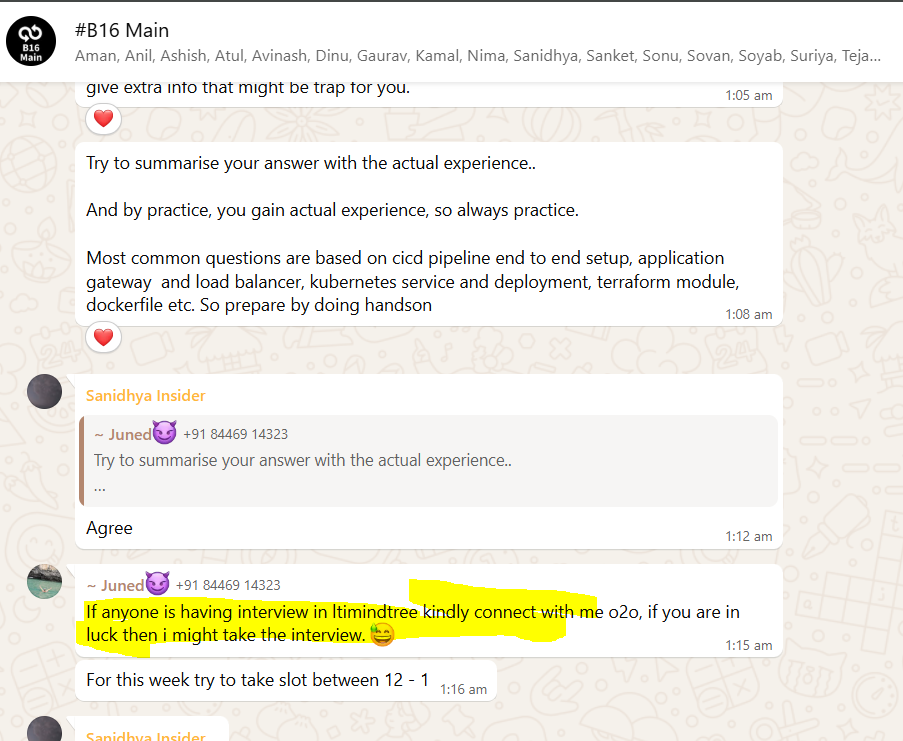 B16
Main
#B16 Main
Aman, Anil, Ashish, Atul, Avinash, Dinu, Gaurav, Kamal, Nima, Sanidhya, Sanket, Sonu, Sovan, Soyab, Suriya, Teja...
give extra info that might be trap for you.
1:05 am
Try to summarise your answer with the actual experience..
And by practice, you gain actual experience, so always practice.
Most common questions are based on cicd pipeline end to end setup, application
gateway and load balancer, kubernetes service and deployment, terraform module,
dockerfile etc. So prepare by doing handson
1:08 am
Sanidhya Insider
~ Juned😈 +91 84469 14323
Try to summarise your answer with the actual experience..
...
Agree
1:12 am
~ Juned😈 +91 84469 14323
If anyone is having interview in ltimindtree kindly connect with me o2o, if you are in
luck then i might take the interview. 😅
1:15 am
For this week try to take slot between 12 - 1
1:16 am
Sanidhya Insider